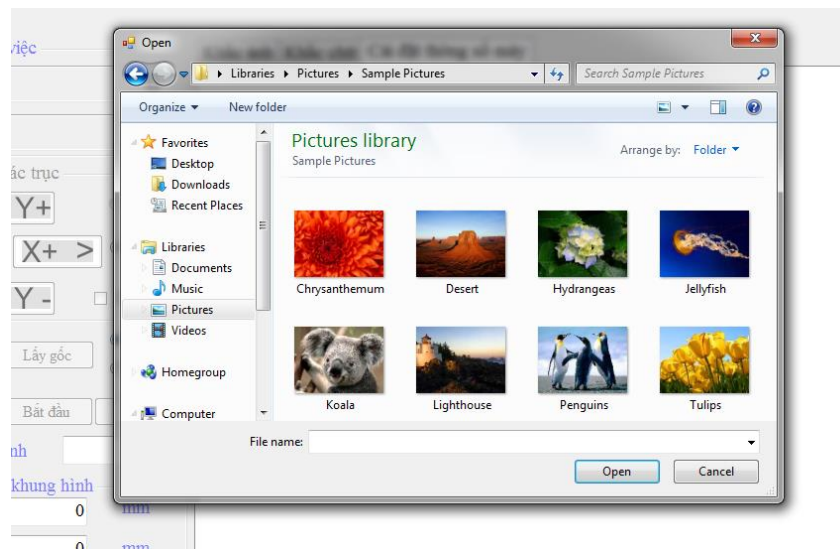 việc
Open
Libraries ▸ Pictures ▸ Sample Pictures
Search Sample Pictures
Organize
New folder
Favorites
Desktop
Downloads
Recent Places
Libraries
Documents
Music
Pictures
Videos
Homegroup
Computer
Pictures library
Sample Pictures
Arrange by: Folder
Chrysanthemum
Desert
Hydrangeas
Jellyfish
Koala
Lighthouse
Penguins
Tulips
File name:
Open
Cancel
ác trục
Y+
X+ >
Y -
Lấy gốc
Bắt đầu
nh
khung hình
0 mm
0 mm